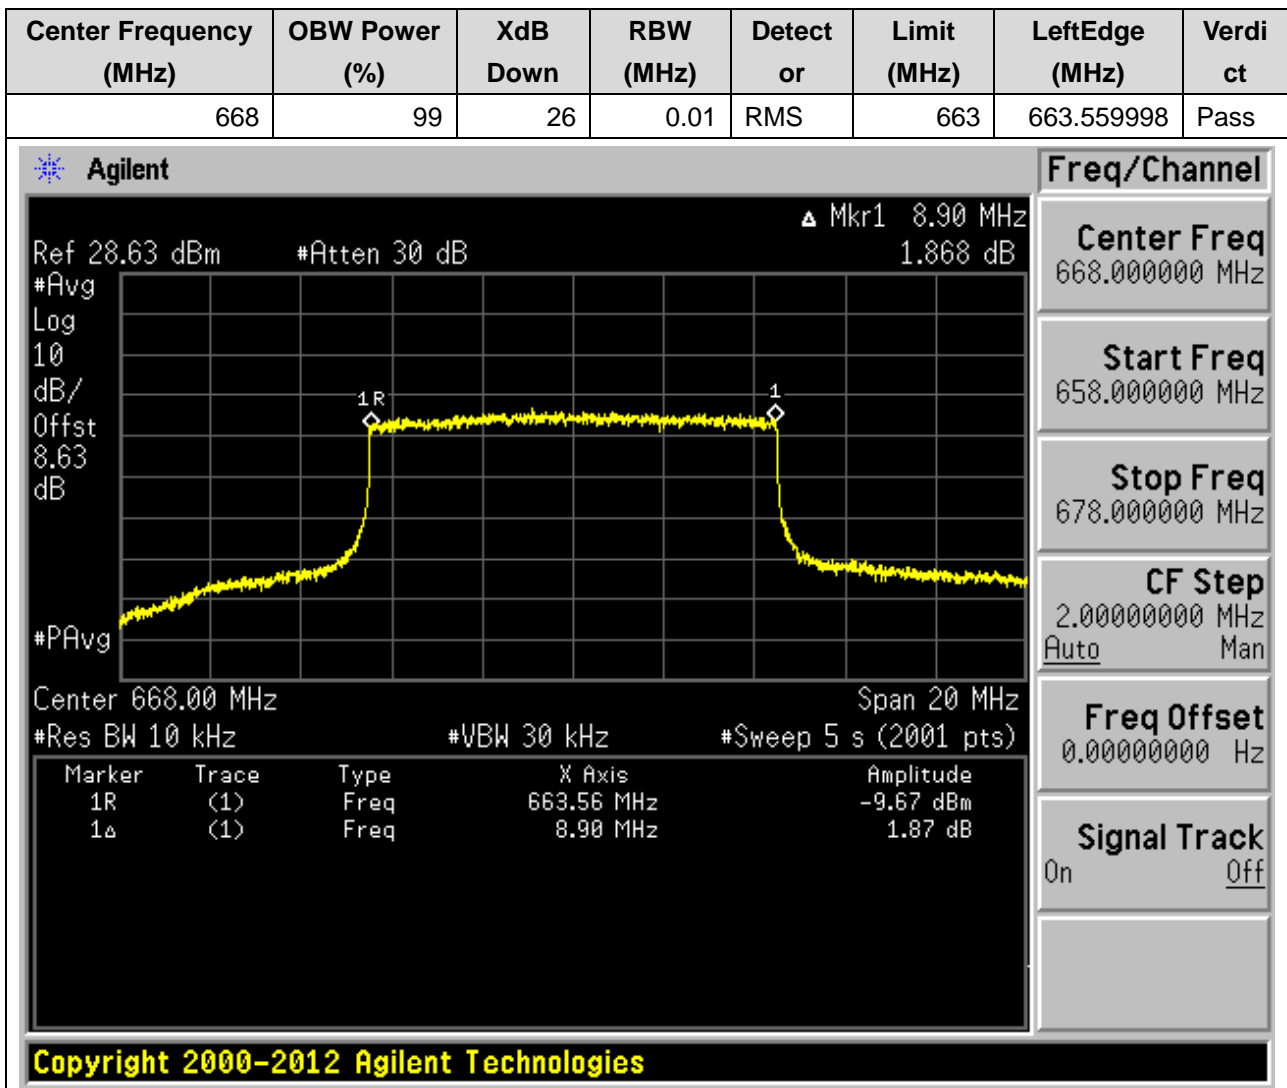 Center Frequency (MHz) OBW Power (%) XdB Down RBW (MHz) Detect or Limit (MHz) LeftEdge (MHz) Verdi ct
668 99 26 0.01 RMS 663 663.559998 Pass
Agilent
Freq/Channel
Δ Mkr1 8.90 MHz
Ref 28.63 dBm #Atten 30 dB 1.868 dB
#Avg
Log
10
dB/
Offst
8.63
dB
1R
1
#PAvg
Center 668.00 MHz Span 20 MHz
#Res BW 10 kHz #VBW 30 kHz #Sweep 5 s (2001 pts)
Marker Trace Type X Axis Amplitude
1R (1) Freq 663.56 MHz -9.67 dBm
1Δ (1) Freq 8.90 MHz 1.87 dB
Center Freq
668.000000 MHz
Start Freq
658.000000 MHz
Stop Freq
678.000000 MHz
CF Step
2.00000000 MHz
Auto Man
Freq Offset
0.00000000 Hz
Signal Track
On Off
Copyright 2000-2012 Agilent Technologies